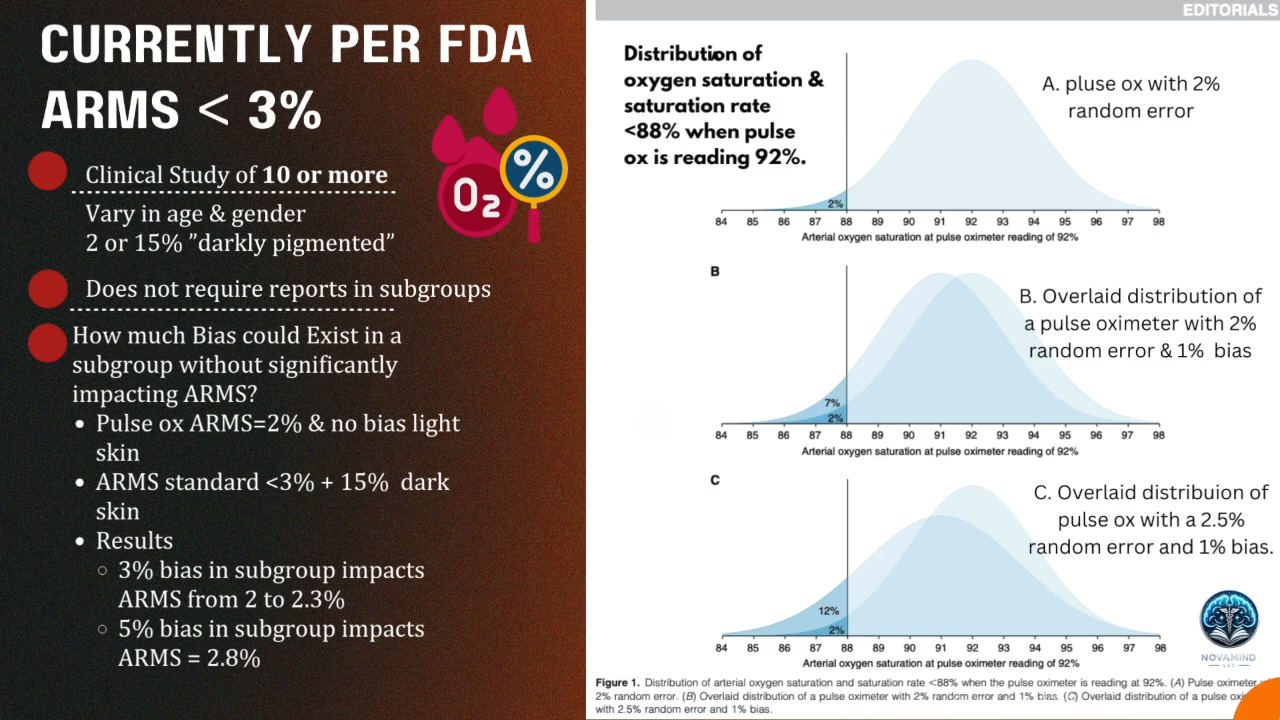 CURRENTLY PER FDA
ARMS < 3%
Clinical Study of 10 or more
Vary in age & gender
2 or 15% ”darkly pigmented”
Does not require reports in subgroups
How much Bias could Exist in a
subgroup without significantly
impacting ARMS?
• Pulse ox ARMS=2% & no bias light
skin
• ARMS standard <3% + 15% dark
skin
• Results
○ 3% bias in subgroup impacts
ARMS from 2 to 2.3%
○ 5% bias in subgroup impacts
ARMS = 2.8%
O2
%
EDITORIALS
Distribution of
oxygen saturation &
saturation rate
<88% when pulse
ox is reading 92%.
A. pluse ox with 2%
random error
2%
84 85 86 87 88 89 90 91 92 93 94 95 96 97 98
Arterial oxygen saturation at pulse oximeter reading of 92%
B
B. Overlaid distribution of
a pulse oximeter with 2%
random error & 1% bias
7%
2%
84 85 86 87 88 89 90 91 92 93 94 95 96 97 98
Arterial oxygen saturation at pulse oximeter reading of 92%
C
C. Overlaid distribuion of
pulse ox with a 2.5%
random error and 1% bias.
12%
2%
84 85 86 87 88 89 90 91 92 93 94 95 96 97 98
Arterial oxygen saturation at pulse oximeter reading of 92%
NOVAMIND
LLC
Figure 1. Distribution of arterial oxygen saturation and saturation rate <88% when the pulse oximeter is reading at 92%. (A) Pulse oximeter
2% random error. (B) Overlaid distribution of a pulse oximeter with 2% random error and 1% bias. (C) Overlaid distribution of a pulse
with 2.5% random error and 1% bias.